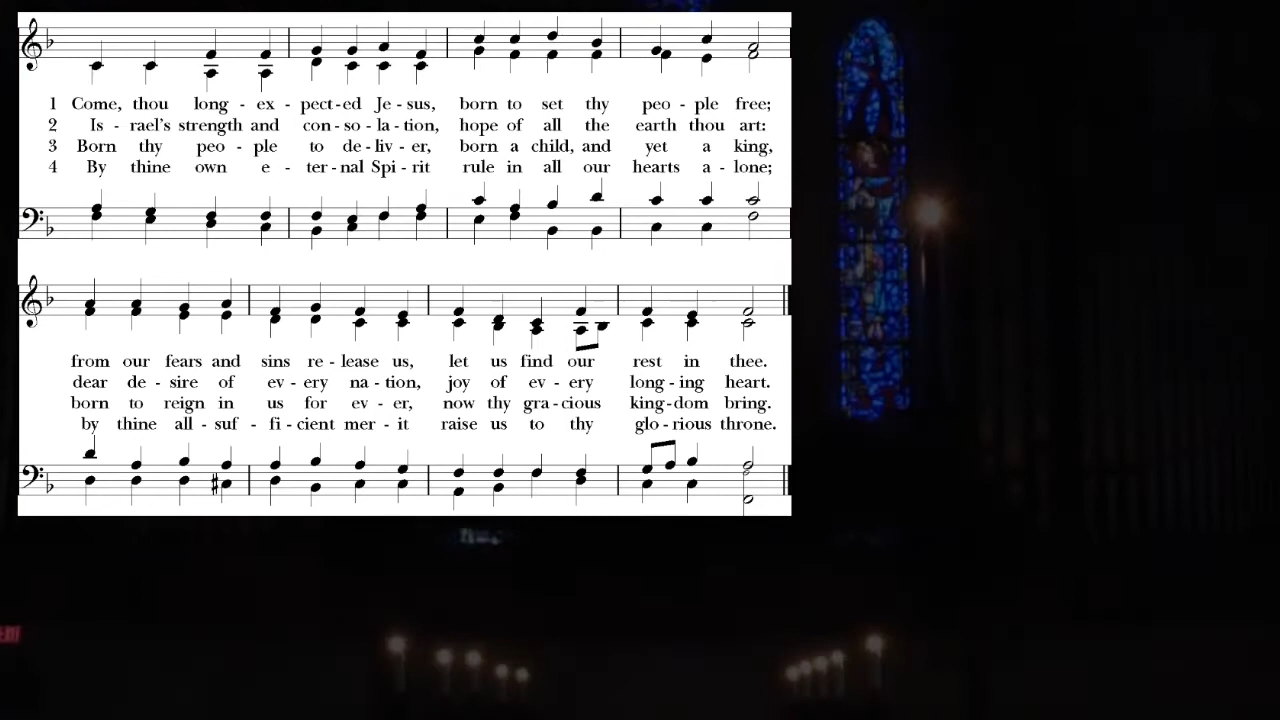 1 Come, thou long - ex - pect - ed Je - sus, born to set thy peo - ple free;
2 Is - rael's strength and con - so - la - tion, hope of all the earth thou art:
3 Born thy peo - ple to de - liv - er, born a child, and yet a king,
4 By thine own e - ter - nal Spi - rit rule in all our hearts a - lone;
from our fears and sins re - lease us, let us find our rest in thee.
dear de - sire of ev - ery na - tion, joy of ev - ery long - ing heart.
born to reign in us for ev - er, now thy gra - cious king - dom bring.
by thine all - suf - fi - cient mer - it raise us to thy glo - rious throne.